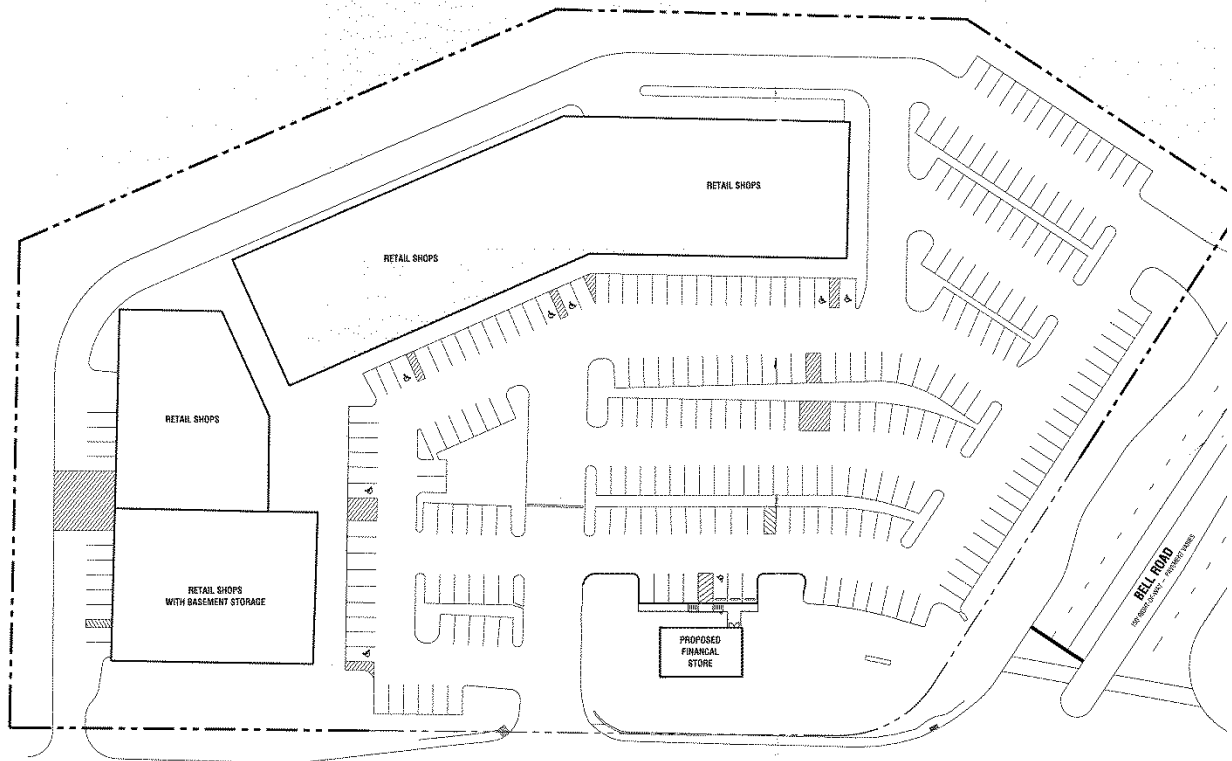 RETAIL SHOPS
RETAIL SHOPS
RETAIL SHOPS
RETAIL SHOPS
WITH BASEMENT STORAGE
PROPOSED
FINANCAL
STORE
BELL ROAD